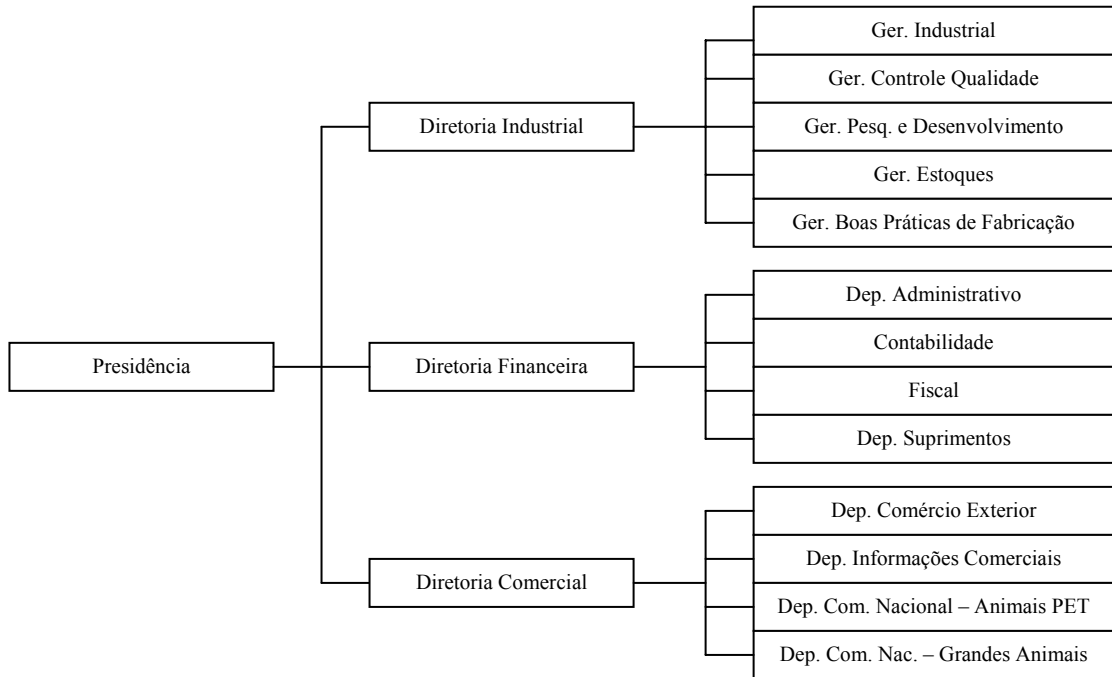 Presidência
Diretoria Industrial
Ger. Industrial
Ger. Controle Qualidade
Ger. Pesq. e Desenvolvimento
Ger. Estoques
Ger. Boas Práticas de Fabricação
Diretoria Financeira
Dep. Administrativo
Contabilidade
Fiscal
Dep. Suprimentos
Diretoria Comercial
Dep. Comércio Exterior
Dep. Informações Comerciais
Dep. Com. Nacional – Animais PET
Dep. Com. Nac. – Grandes Animais